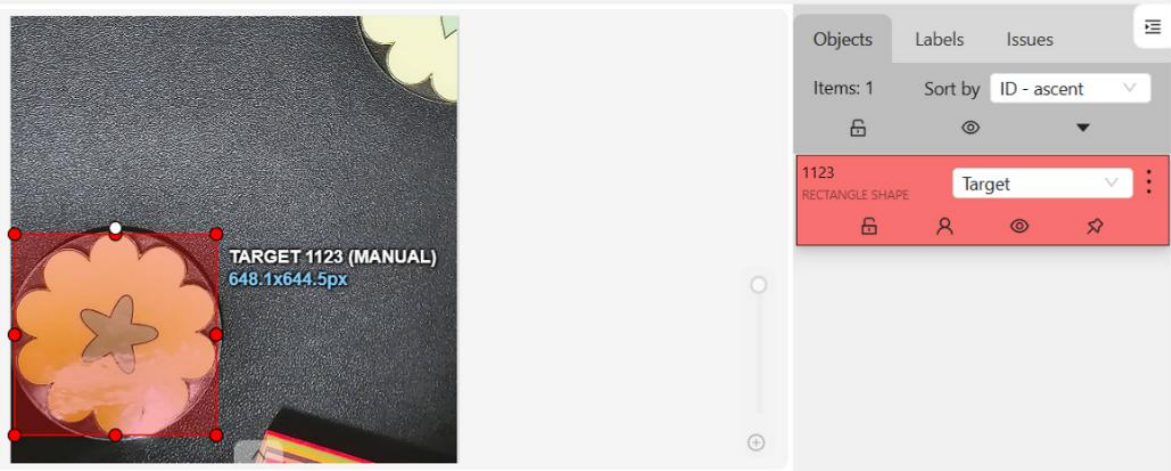 TARGET 1123 (MANUAL)
648.1x644.5px
Objects
Labels
Issues
Items: 1
Sort by
ID - ascent
1123
RECTANGLE SHAPE
Target